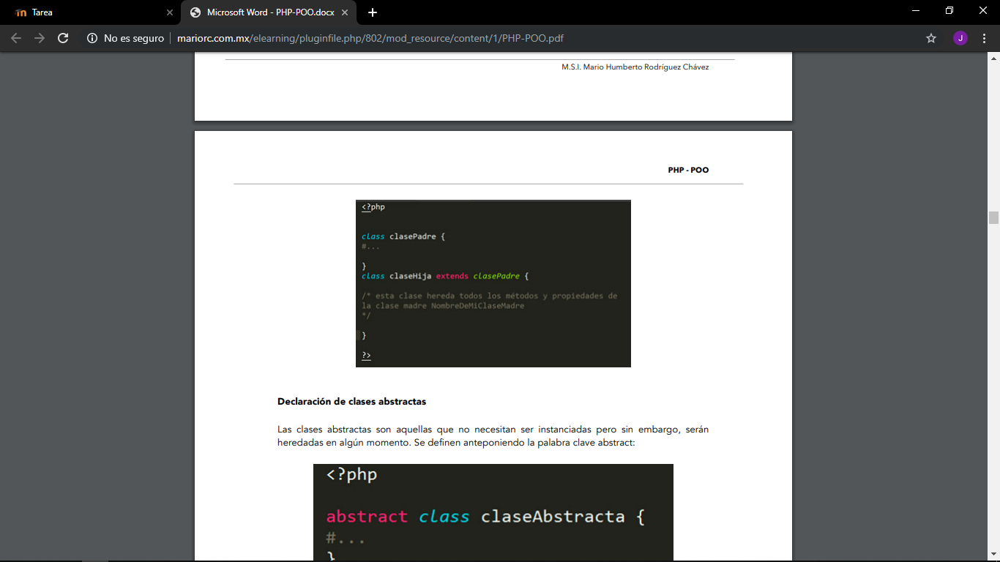 Tarea
Microsoft Word - PHP-POO.docx
No es seguro
mariorc.com.mx/elearning/pluginfile.php/802/mod_resource/content/1/PHP-POO.pdf
J
M.S.I. Mario Humberto Rodríguez Chávez
PHP - POO
<?php
class clasePadre {
#...
}
class claseHija extends clasePadre {
/* esta clase hereda todos los métodos y propiedades de
la clase madre NombreDeMiClaseMadre
*/
}
?>
Declaración de clases abstractas
Las clases abstractas son aquellas que no necesitan ser instanciadas pero sin embargo, serán
heredadas en algún momento. Se definen anteponiendo la palabra clave abstract:
<?php
abstract class claseAbstracta {
#...
}